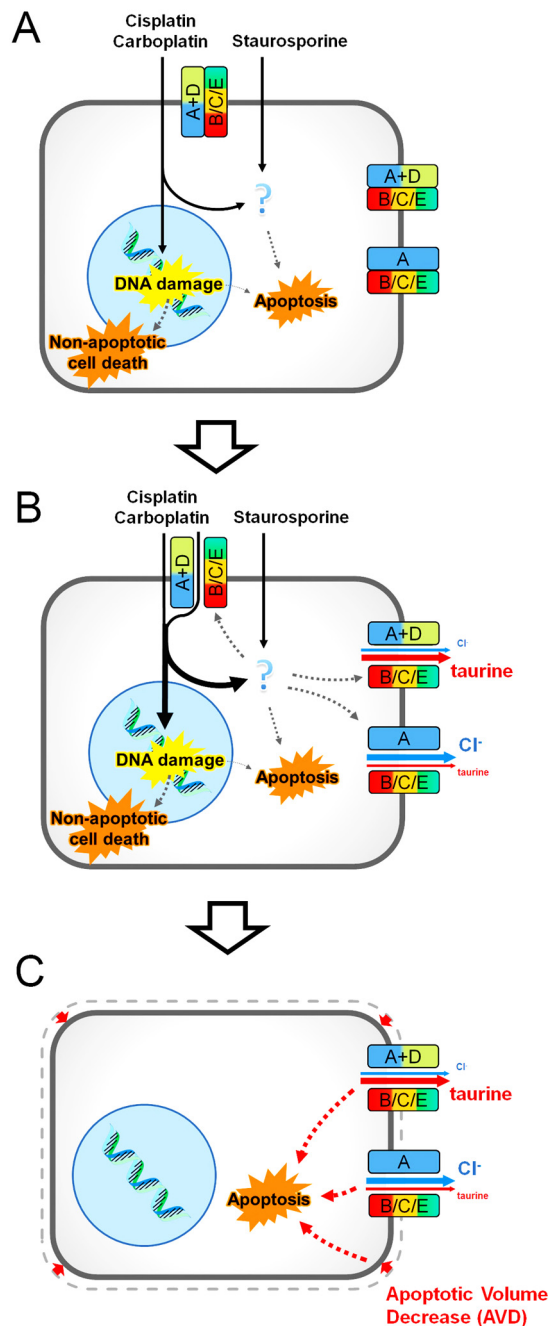 A
Cisplatin
Carboplatin
Staurosporine
A+D
B/C/E
A+D
B/C/E
?
A
B/C/E
DNA damage
Apoptosis
Non-apoptotic
cell death
B
Cisplatin
Carboplatin
Staurosporine
A+D
B/C/E
A+D
Cl-
taurine
B/C/E
?
A
Cl-
taurine
B/C/E
DNA damage
Apoptosis
Non-apoptotic
cell death
C
A+D
Cl-
taurine
B/C/E
A
Cl-
taurine
B/C/E
Apoptosis
Apoptotic Volume
Decrease (AVD)